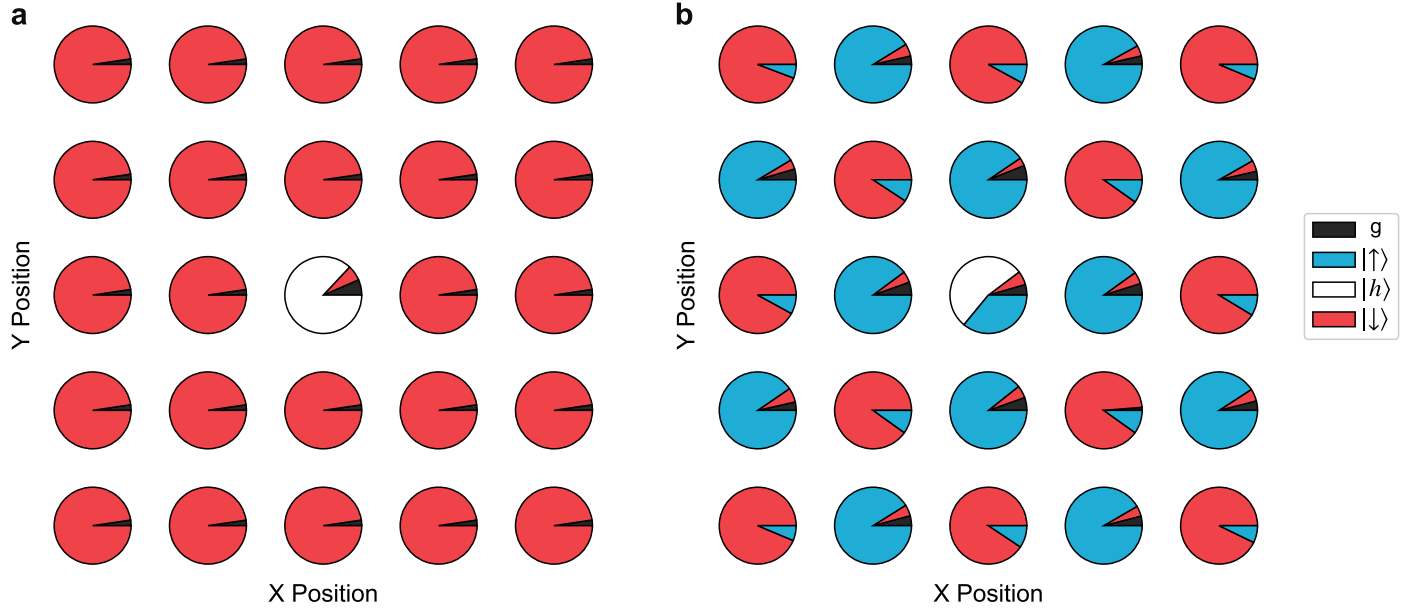 a
b
Y Position
X Position
Y Position
X Position
g
|↑⟩
|h⟩
|↓⟩